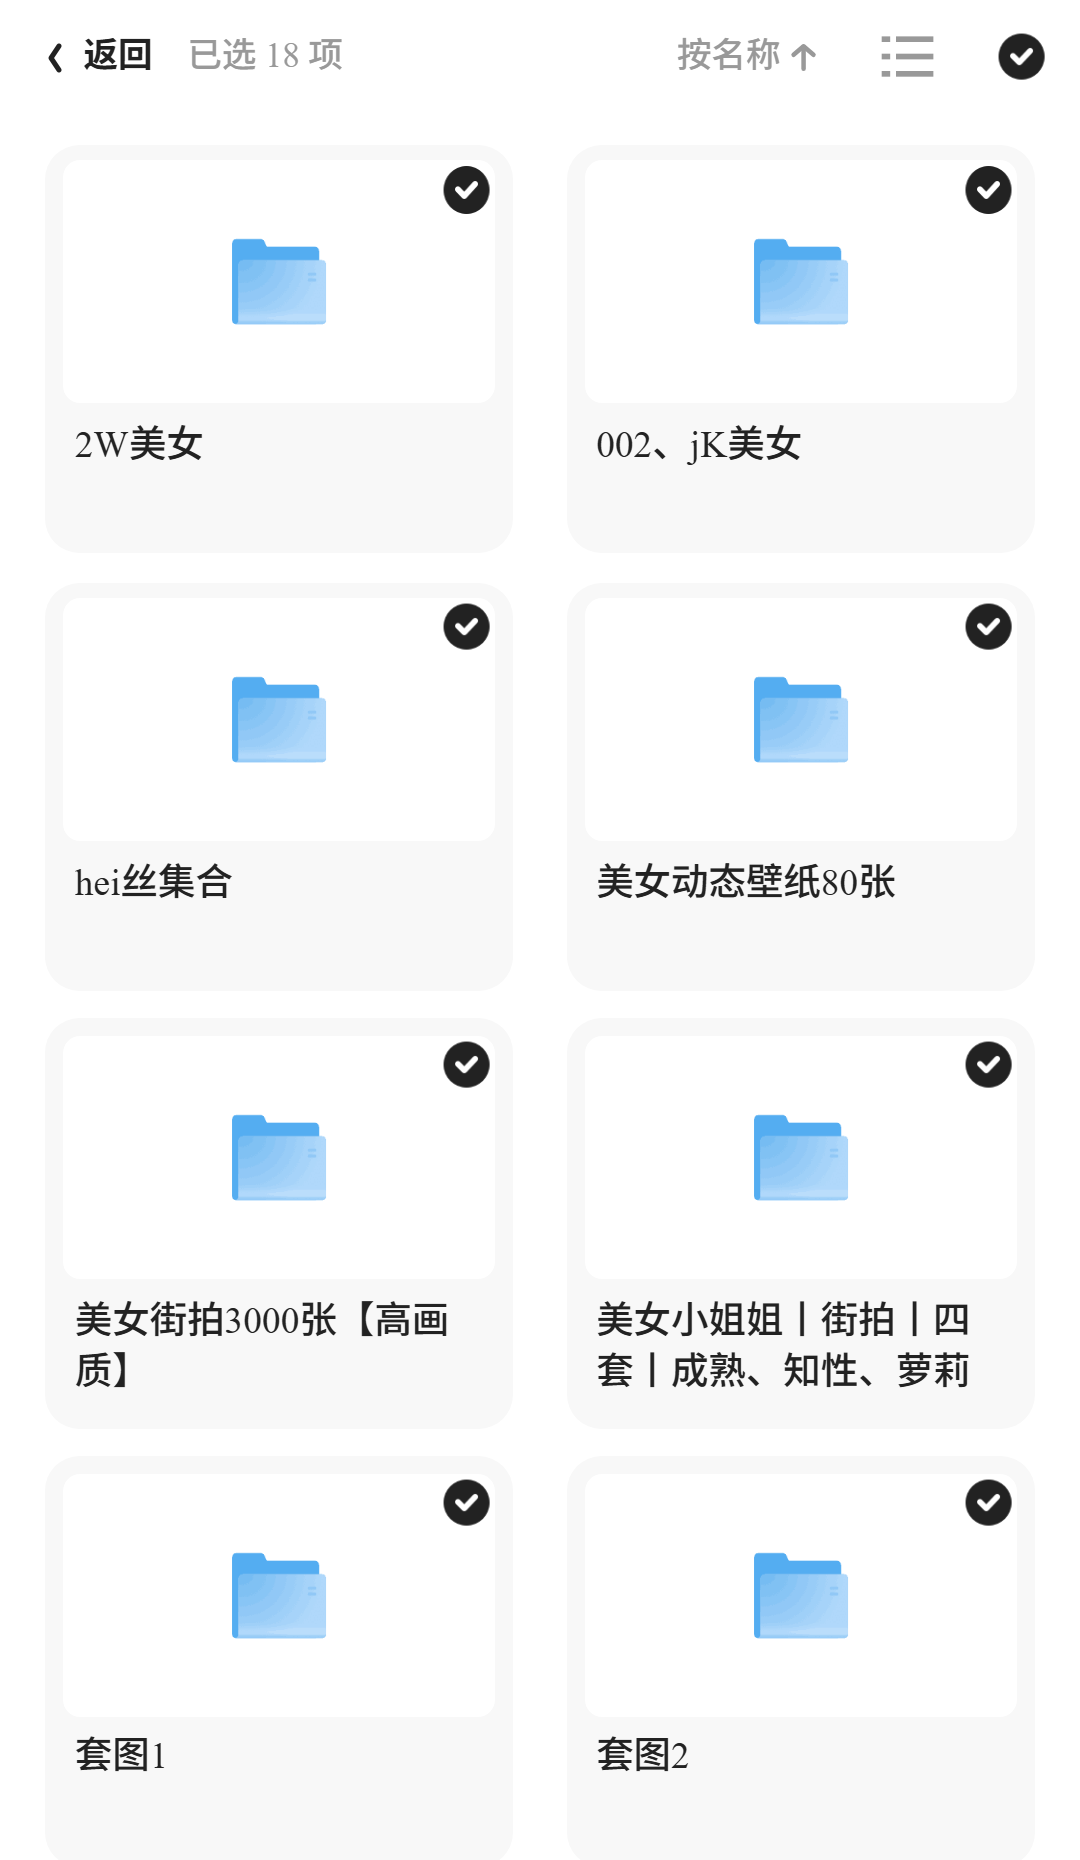 返回 已选 18 项 按名称
2W美女
002、jK美女
hei丝集合
美女动态壁纸80张
美女街拍3000张【高画
质】
美女小姐姐丨街拍丨四
套丨成熟、知性、萝莉
套图1
套图2